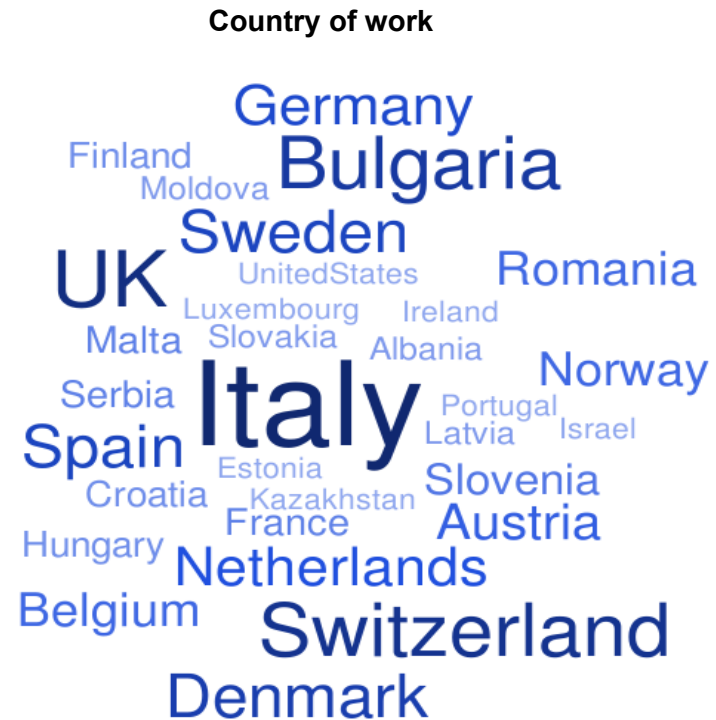 Country of work
Germany
Finland
Bulgaria
Moldova
Sweden
UK
UnitedStates
Romania
Luxembourg
Ireland
Malta
Slovakia
Albania
Norway
Serbia
Italy
Portugal
Spain
Latvia
Israel
Estonia
Slovenia
Croatia
Kazakhstan
France
Austria
Hungary
Netherlands
Belgium
Switzerland
Denmark